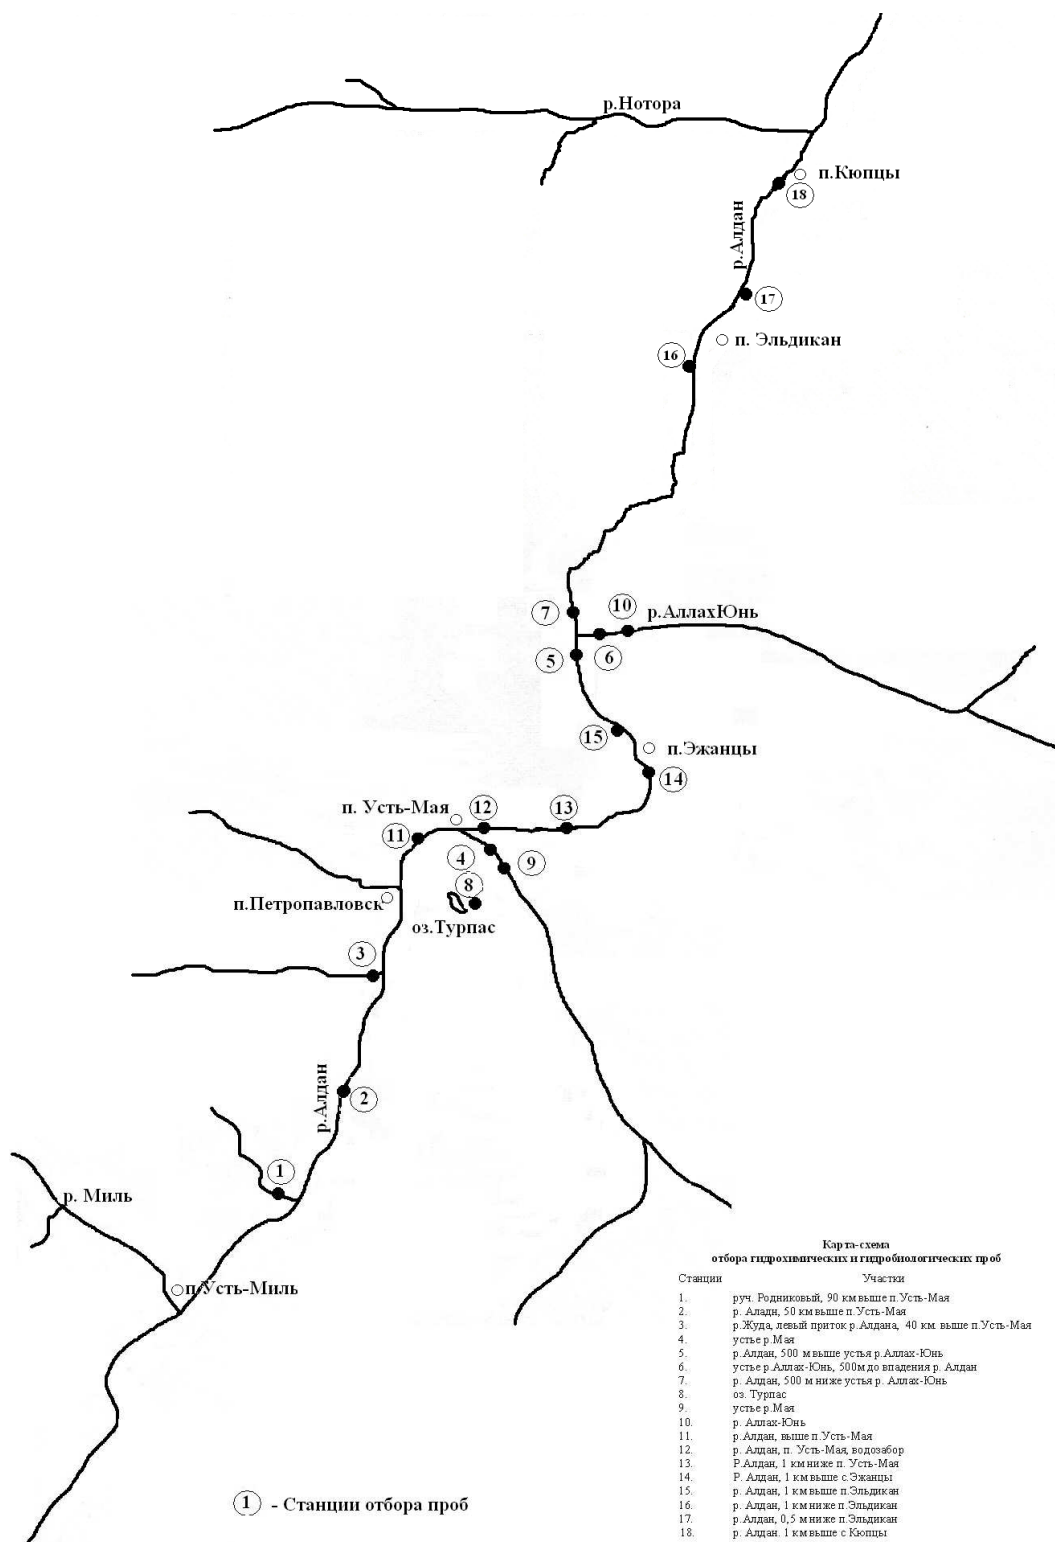 р.Нотора
п.Кюпцы
18
р.Алдан
17
п. Эльдикан
16
7
10
р.АллахЮнь
5
6
15
п.Эжанцы
14
п. Усть-Мая
12
13
11
4
9
8
п.Петропавловск
оз.Турпас
3
р.Алдан
2
1
р. Миль
п.Усть-Миль
Карта-схема
отбора гидрохимических и гидробиологических проб
Станции Участки
1. руч. Родниковый, 90 км выше п.Усть-Мая
2. р. Аладн, 50 км выше п.Усть-Мая
3. р.Жуда, левый приток р.Алдана, 40 км. выше п.Усть-Мая
4. устье р.Мая
5. р.Алдан, 500 м выше устья р.Аллах-Юнь
6. устье р.Аллах-Юнь, 500м до впадения р. Алдан
7. р. Алдан, 500 м ниже устья р. Аллах-Юнь
8. оз. Турпас
9. устье р.Мая
10. р. Аллах-Юнь
11. р.Алдан, выше п.Усть-Мая
12. р. Алдан, п. Усть-Мая, водозабор
13. Р.Алдан, 1 км ниже п. Усть-Мая
14. Р. Алдан, 1 км выше с.Эжанцы
15. р. Алдан, 1 км выше п.Эльдикан
16. р. Алдан, 1 км ниже п.Эльдикан
17. р.Алдан, 0,5 м ниже п.Эльдикан
18. р. Алдан. 1 км выше с Кюпцы
1 - Станции отбора проб